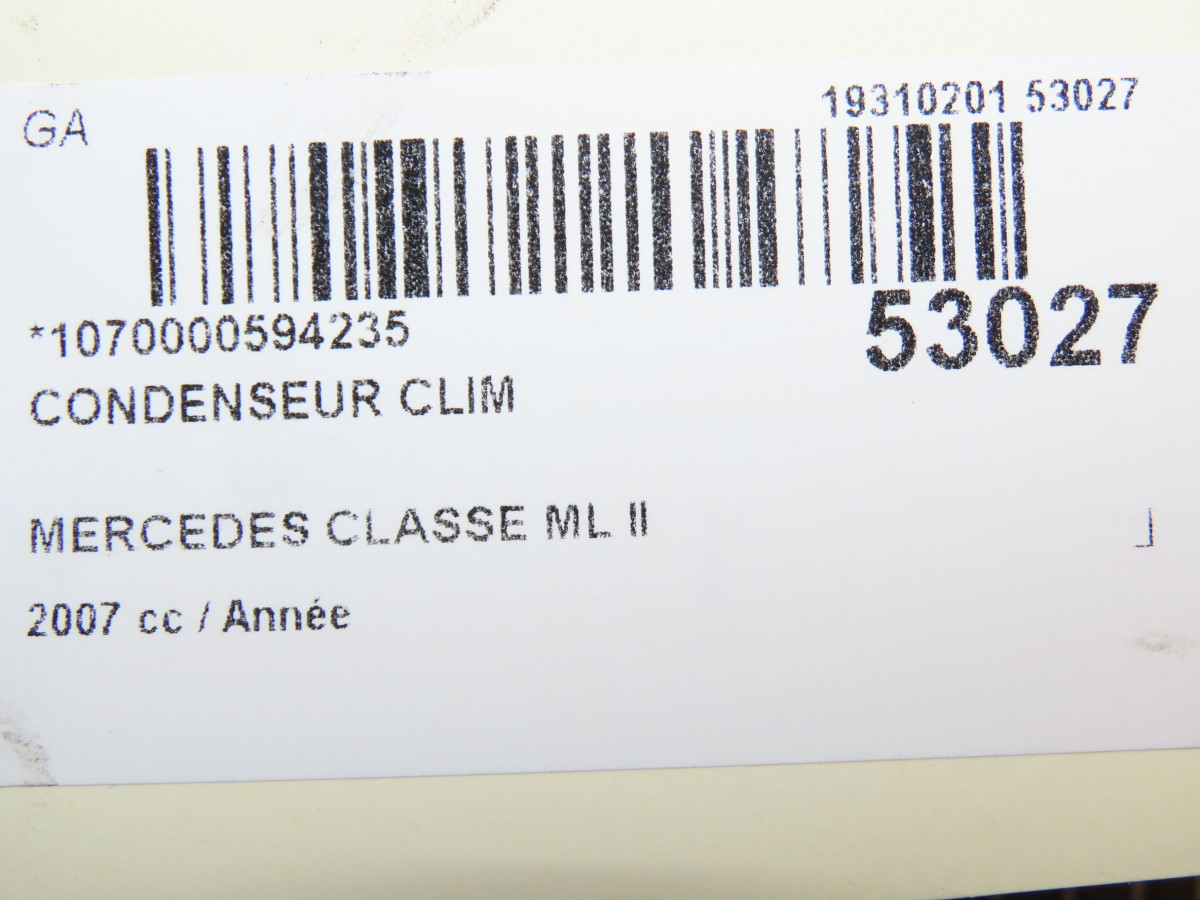 GA
19310201 53027
*1070000594235
53027
CONDENSEUR CLIM
MERCEDES CLASSE ML II
2007 cc / Année